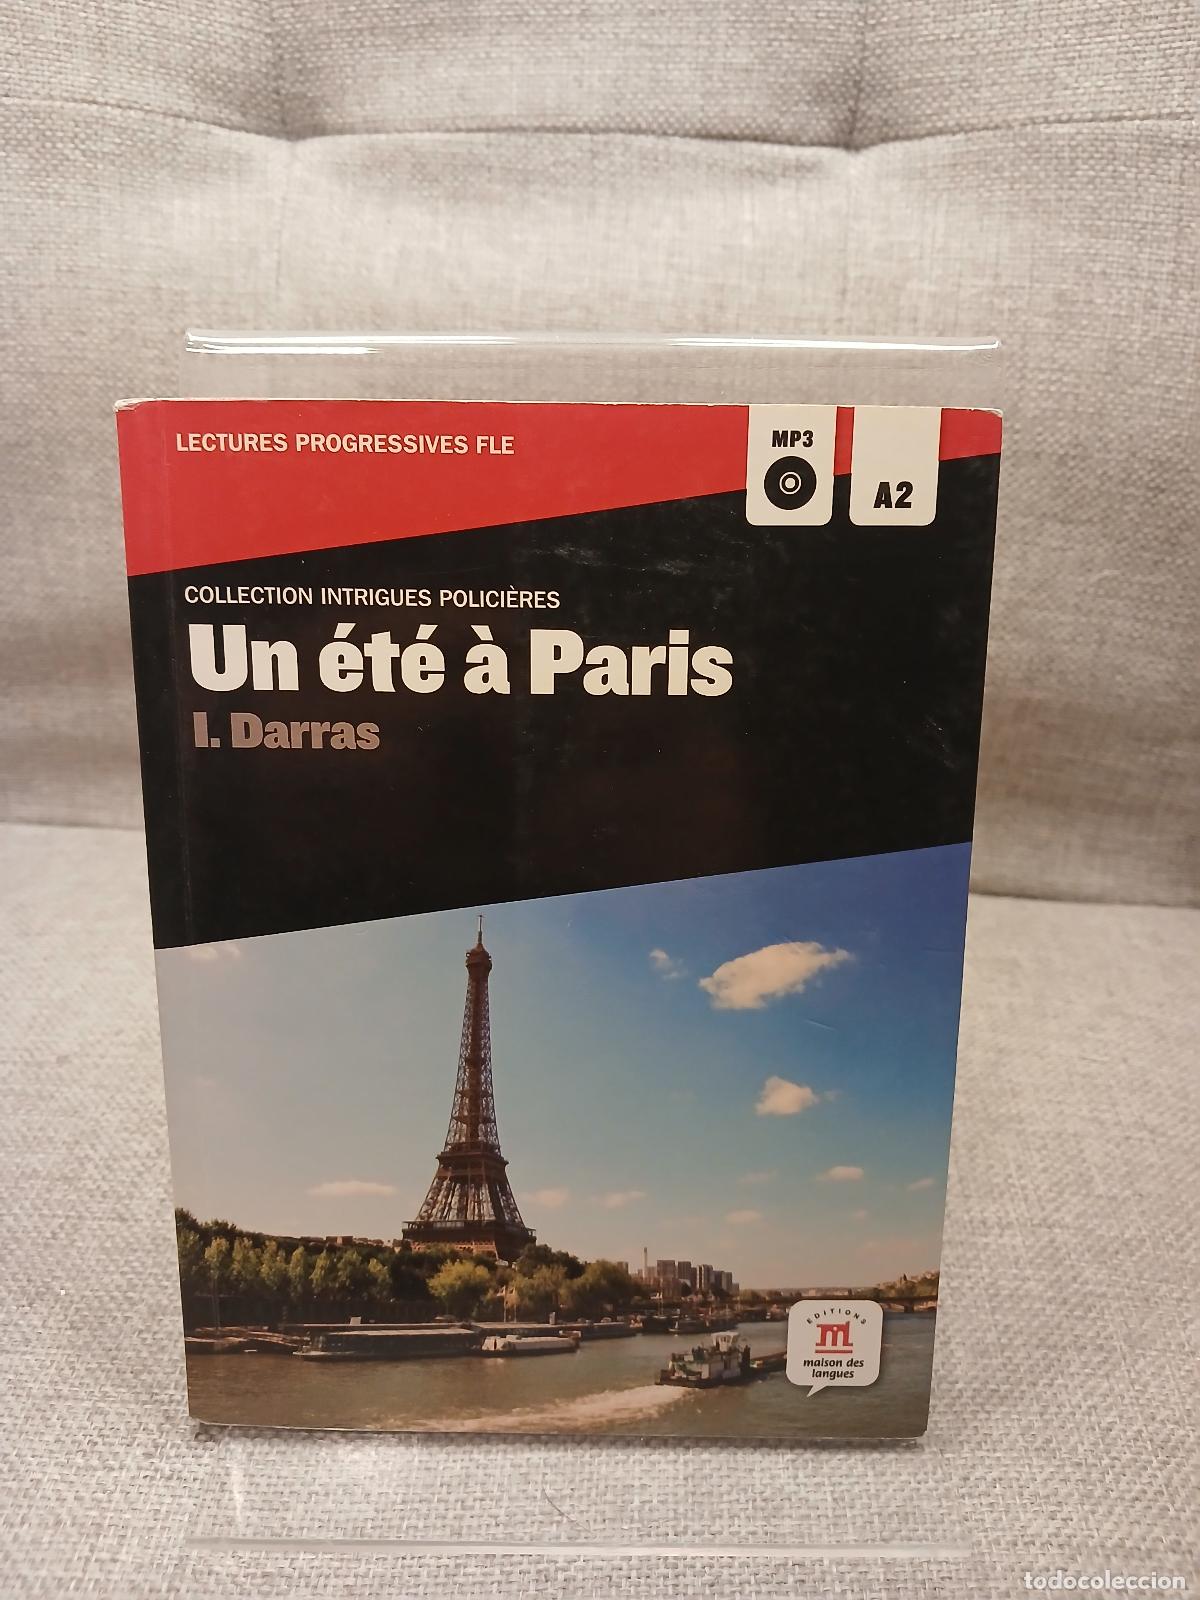 LECTURES PROGRESSIVES FLE
MP3
A2
COLLECTION INTRIGUES POLICIÈRES
Un été à Paris
I. Darras
EDITIONS
maison des
langues
todocoleccion